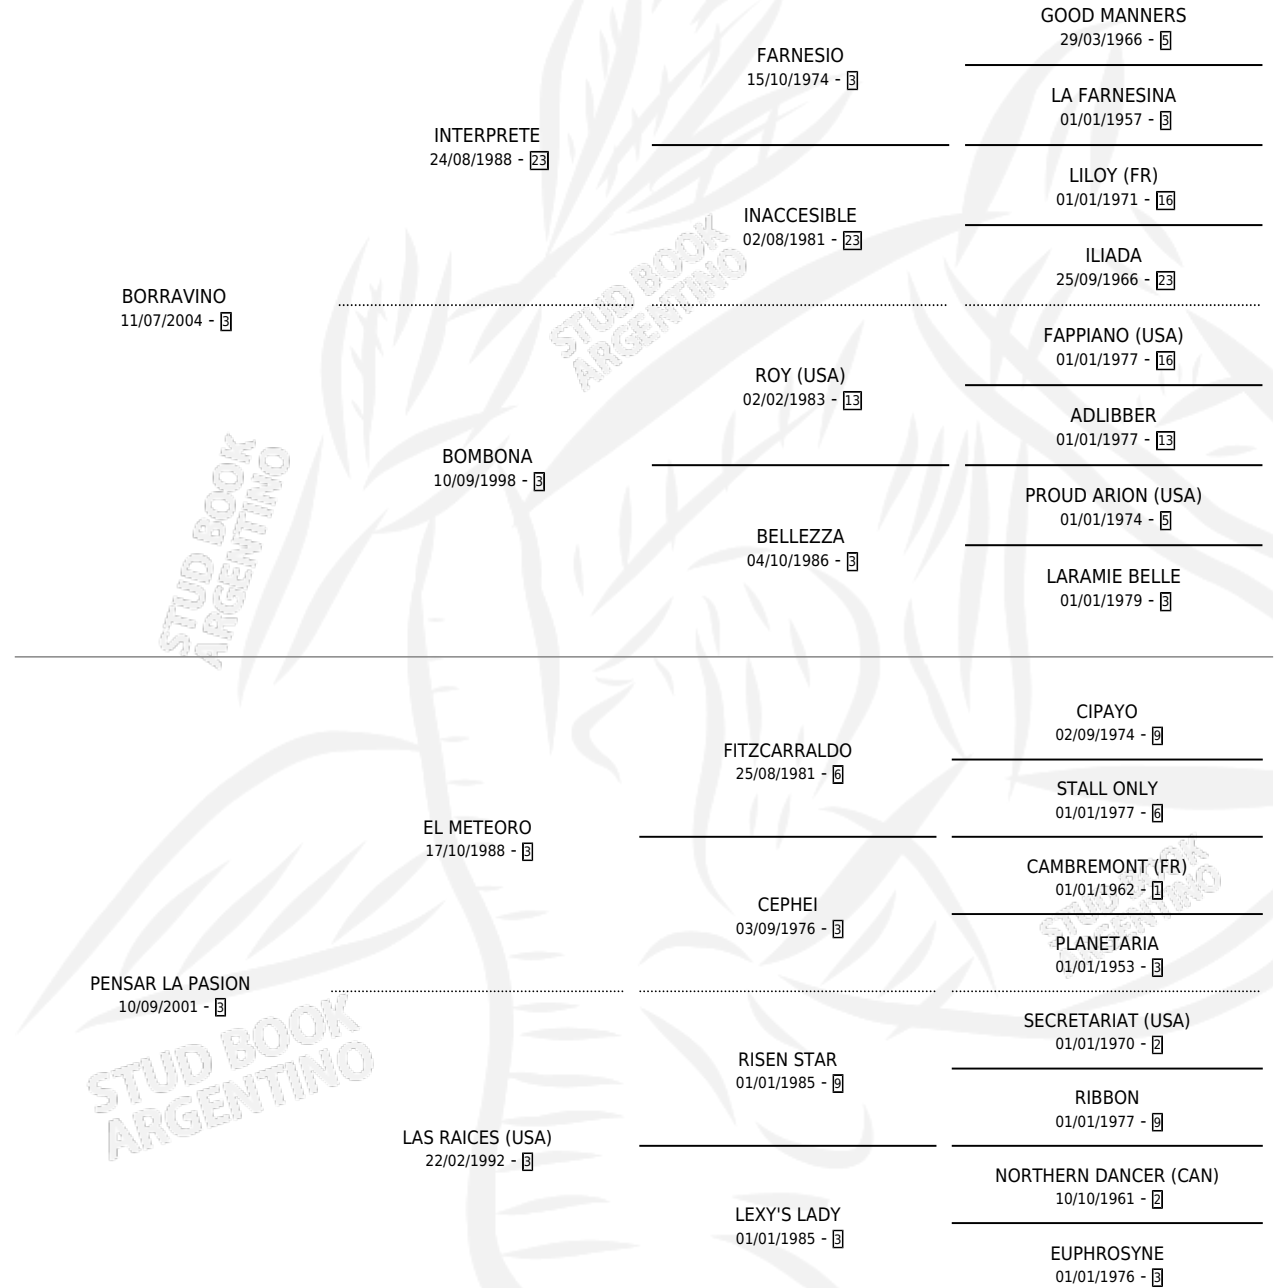 GOOD MANNERS
29/03/1966 - 5
FARNESIO
15/10/1974 - 3
LA FARNESINA
01/01/1957 - 3
INTERPRETE
24/08/1988 - 23
LILOY (FR)
01/01/1971 - 16
INACCESIBLE
02/08/1981 - 23
ILIADA
25/09/1966 - 23
BORRAVINO
11/07/2004 - 3
FAPPIANO (USA)
01/01/1977 - 16
ROY (USA)
02/02/1983 - 13
ADLIBBER
01/01/1977 - 13
BOMBONA
10/09/1998 - 3
PROUD ARION (USA)
01/01/1974 - 5
BELLEZZA
04/10/1986 - 3
LARAMIE BELLE
01/01/1979 - 3
CIPAYO
02/09/1974 - 9
FITZCARRALDO
25/08/1981 - 6
STALL ONLY
01/01/1977 - 6
EL METEORO
17/10/1988 - 3
CAMBREMONT (FR)
01/01/1962 - 1
CEPHEI
03/09/1976 - 3
PLANETARIA
01/01/1953 - 3
PENSAR LA PASION
10/09/2001 - 3
SECRETARIAT (USA)
01/01/1970 - 2
RISEN STAR
01/01/1985 - 9
RIBBON
01/01/1977 - 9
LAS RAICES (USA)
22/02/1992 - 3
NORTHERN DANCER (CAN)
10/10/1961 - 2
LEXY'S LADY
01/01/1985 - 3
EUPHROSYNE
01/01/1976 - 3
STUD BOOK
ARGENTINO
STUD BOOK
ARGENTINO
STUD BOOK
ARGENTINO
STUD BOOK
ARGENTINO